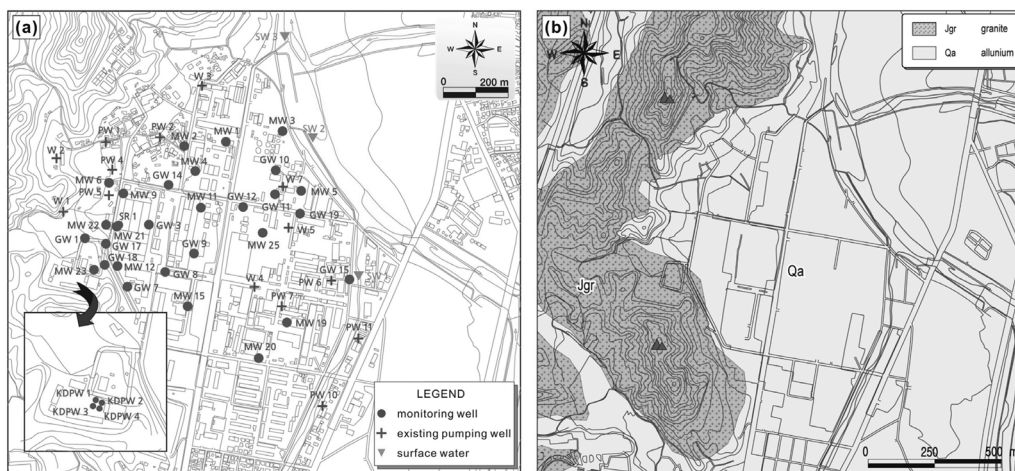 (a)
SW 3
N
W E
S
0 200 m
W 3
MW 3
SW 2
PW 1
PW 2
MW 2
MW 1
W 2
PW 4
MW 4
GW 10
MW 6
GW 14
W 7
PW 5
MW 9
MW 5
W 1
MW 11
GW 12
GW 11
GW 19
MW 22
SR 1
GW 3
W 5
MW 21
MW 25
GW 1
GW 17
GW 9
GW 18
MW 23
MW 12
GW 8
GW 15
SW 1
PW 6
GW 7
W 4
MW 15
PW 7
MW 19
PW 11
MW 20
PW 10
KDPW 1
KDPW 2
KDPW 3
KDPW 4
LEGEND
monitoring well
existing pumping well
surface water
(b)
N
W E
S
Jgr granite
Qa allunium
Qa
Jgr
0 250 500 m